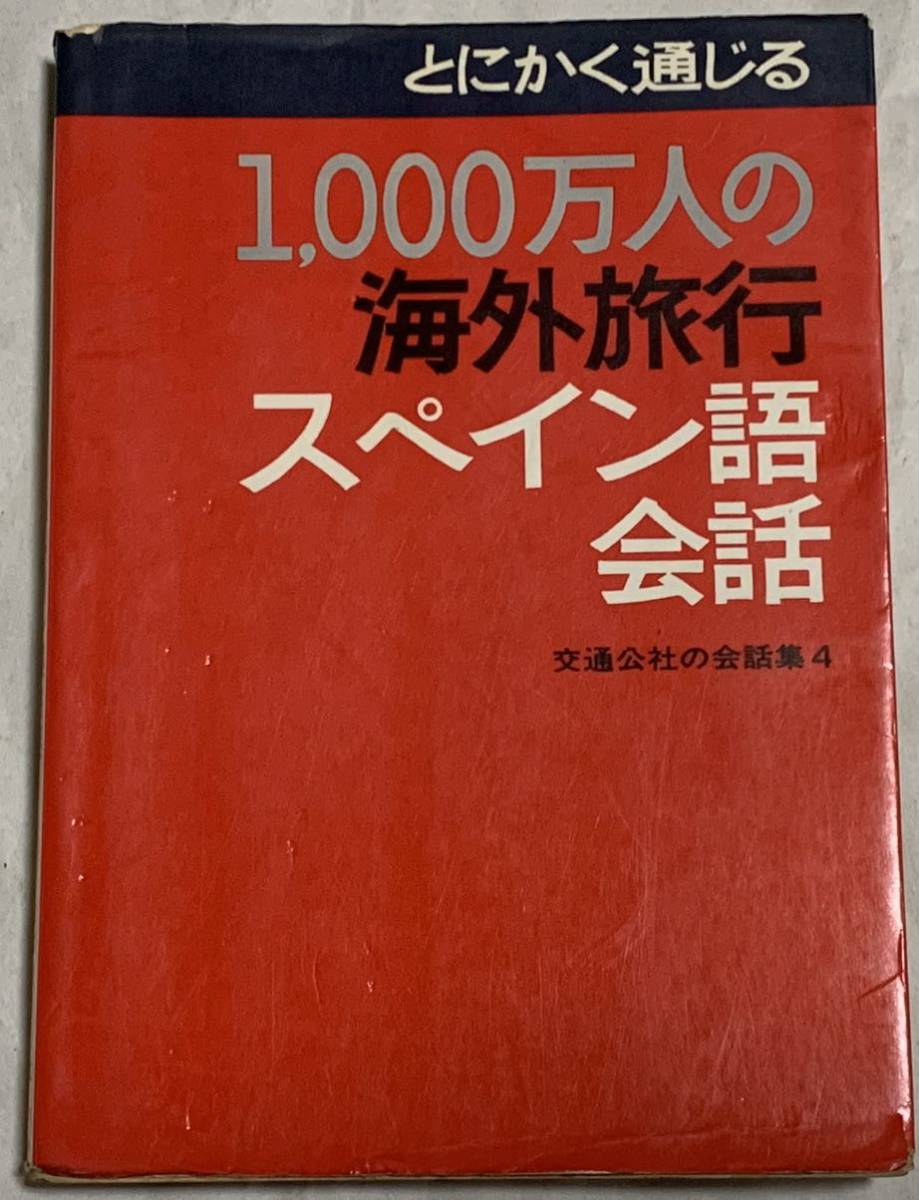 とにかく通じる
1,000万人の
海外旅行
スペイン語
会話
交通公社の会話集4